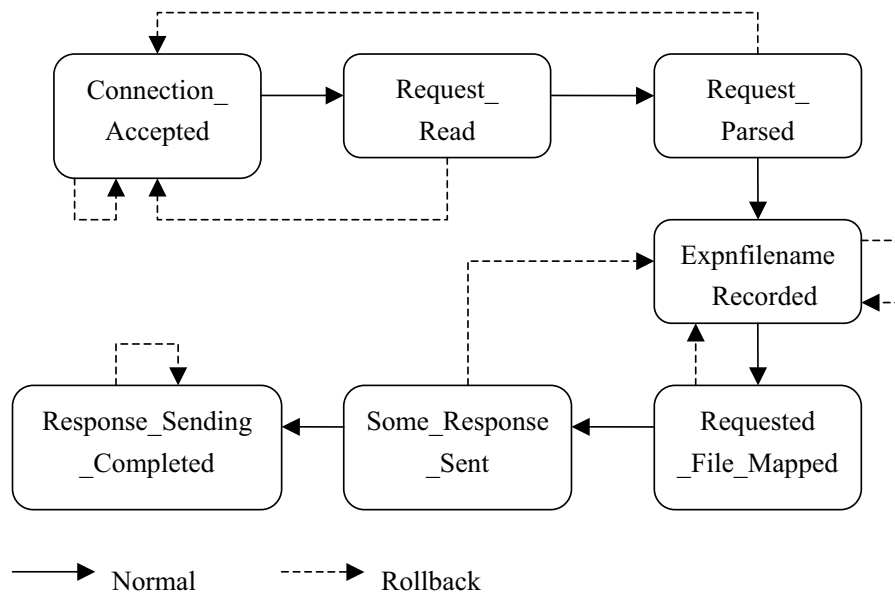 Connection_
Accepted
Request_
Read
Request_
Parsed
Expnfilename
Recorded
Response_Sending
_Completed
Some_Response
_Sent
Requested
_File_Mapped
Normal
Rollback